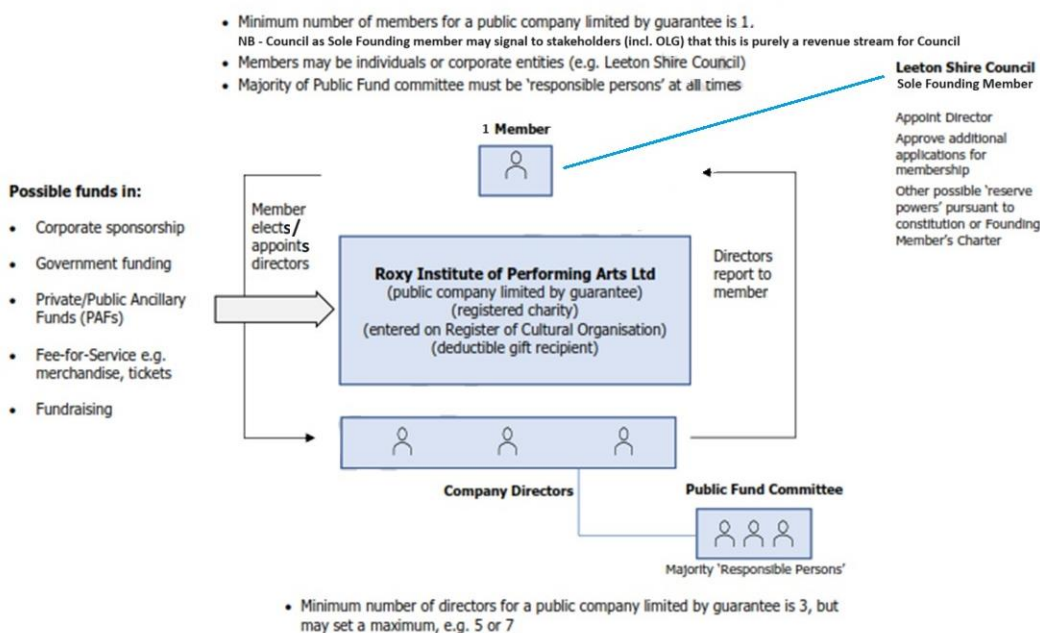 • Minimum number of members for a public company limited by guarantee is 1.
NB - Council as Sole Founding member may signal to stakeholders (incl. OLG) that this is purely a revenue stream for Council
• Members may be individuals or corporate entities (e.g. Leeton Shire Council)
• Majority of Public Fund committee must be 'responsible persons' at all times
Leeton Shire Council
Sole Founding Member
Appoint Director
Approve additional
applications for
membership
Other possible 'reserve
powers' pursuant to
constitution or Founding
Member's Charter
1 Member
Possible funds in:
• Corporate sponsorship
• Government funding
• Private/Public Ancillary
Funds (PAFs)
• Fee-for-Service e.g.
merchandise, tickets
• Fundraising
Member
elects/
appoints
directors
Roxy Institute of Performing Arts Ltd
(public company limited by guarantee)
(registered charity)
(entered on Register of Cultural Organisation)
(deductible gift recipient)
Directors
report to
member
Company Directors
Public Fund Committee
Majority 'Responsible Persons'
• Minimum number of directors for a public company limited by guarantee is 3, but
may set a maximum, e.g. 5 or 7